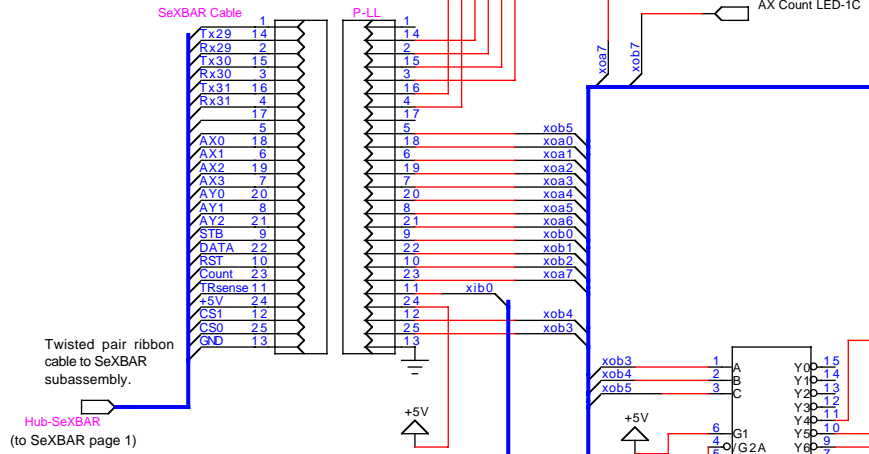 SeXBAR Cable
P-LL
AX Count LED-1C
1
Tx29 14
Rx29 2
Tx30 15
Rx30 3
Tx31 16
Rx31 4
17
5
AX0 18
AX1 6
AX2 19
AX3 7
AY0 20
AY1 8
AY2 21
STB 9
DATA 22
RST 10
Count 23
TRsense 11
+5V 24
CS1 12
CS0 25
GND 13
1
14
2
15
3
16
4
17
5
18
6
19
7
20
8
21
9
22
10
23
11
24
12
25
13
xoa7
xob7
xob5
xoa0
xoa1
xoa2
xoa3
xoa4
xoa5
xoa6
xob0
xob1
xob2
xoa7
xib0
xob4
xob3
Twisted pair ribbon
cable to SeXBAR
subassembly.
Hub-SeXBAR
(to SeXBAR page 1)
+5V
+5V
xob3 1 A
xob4 2 B
xob5 3 C
6 G1
4 /G2A
5
Y0 15
Y1 14
Y2 13
Y3 12
Y4 11
Y5 10
Y6 9
7